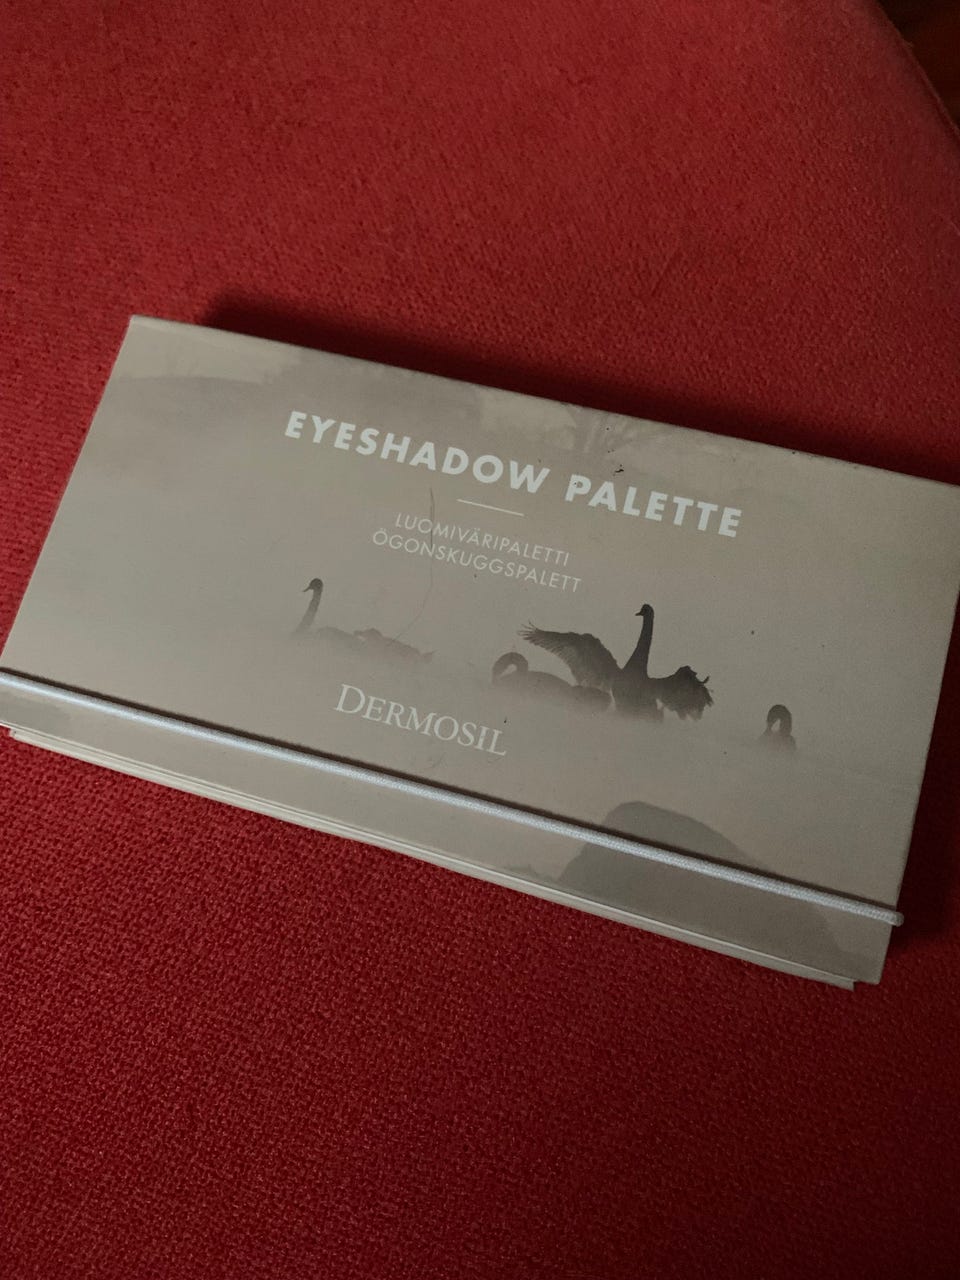 EYESHADOW PALETTE
LUOMIVÄRIPALETTI
ÖGONSKUGGSPALETT
DERMOSIL